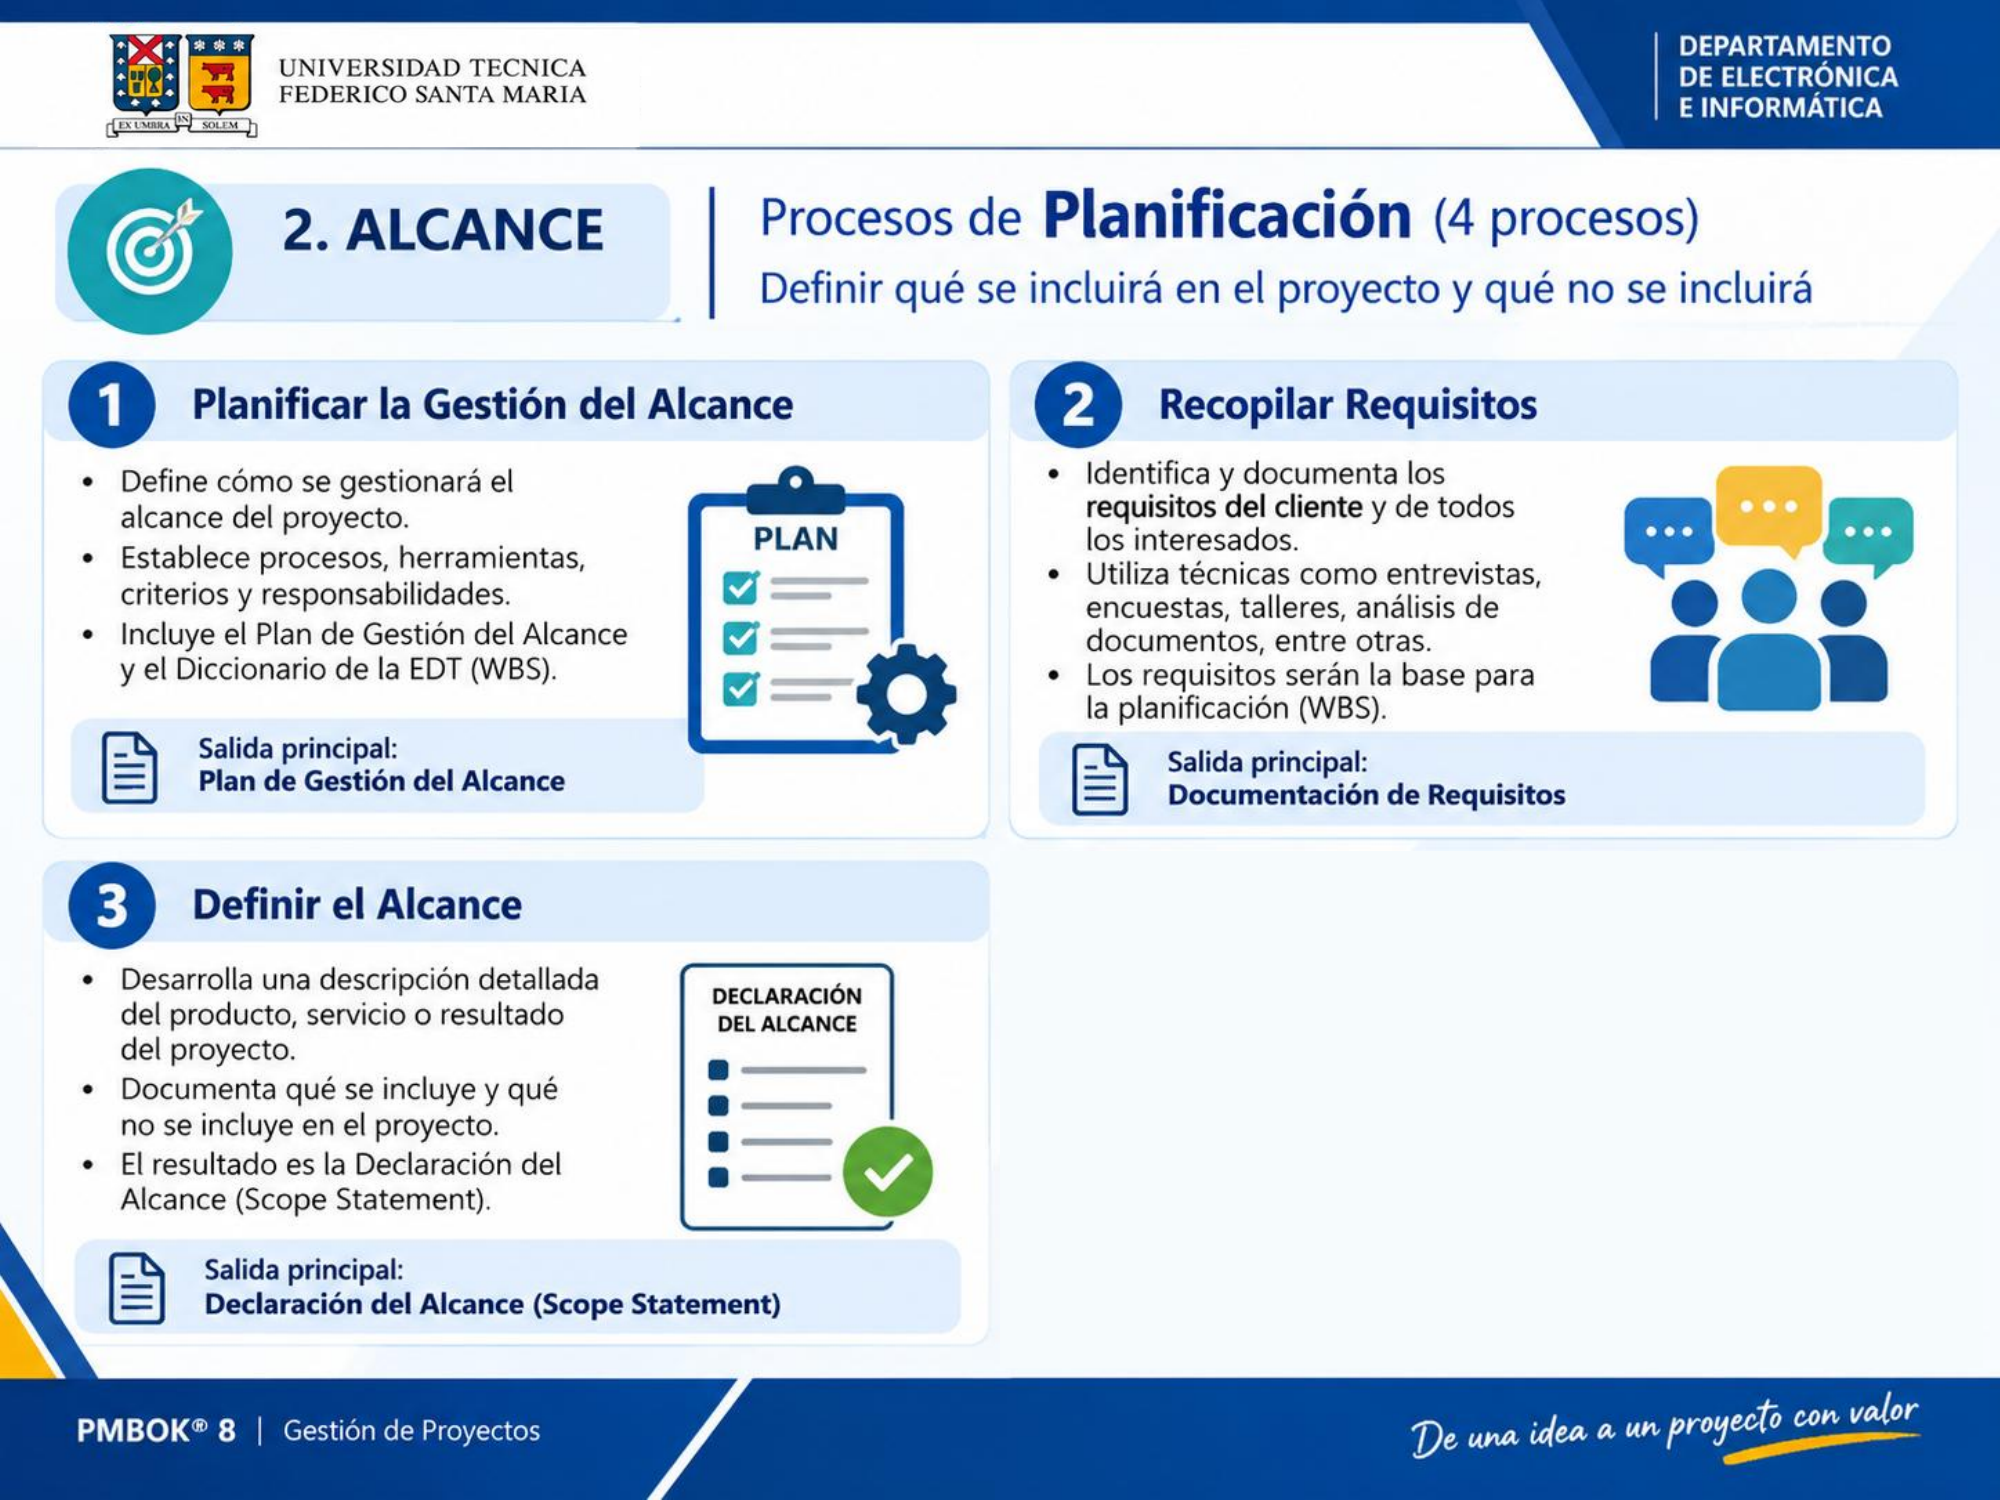 UNIVERSIDAD TECNICA
FEDERICO SANTA MARIA
EX UMBRA IN SOLEM
DEPARTAMENTO
DE ELECTRÓNICA
E INFORMÁTICA
2. ALCANCE
Procesos de Planificación (4 procesos)
Definir qué se incluirá en el proyecto y qué no se incluirá
1 Planificar la Gestión del Alcance
• Define cómo se gestionará el
alcance del proyecto.
• Establece procesos, herramientas,
criterios y responsabilidades.
• Incluye el Plan de Gestión del Alcance
y el Diccionario de la EDT (WBS).
PLAN
Salida principal:
Plan de Gestión del Alcance
2 Recopilar Requisitos
• Identifica y documenta los
requisitos del cliente y de todos
los interesados.
• Utiliza técnicas como entrevistas,
encuestas, talleres, análisis de
documentos, entre otras.
• Los requisitos serán la base para
la planificación (WBS).
Salida principal:
Documentación de Requisitos
3 Definir el Alcance
• Desarrolla una descripción detallada
del producto, servicio o resultado
del proyecto.
• Documenta qué se incluye y qué
no se incluye en el proyecto.
• El resultado es la Declaración del
Alcance (Scope Statement).
DECLARACIÓN
DEL ALCANCE
Salida principal:
Declaración del Alcance (Scope Statement)
PMBOK® 8 | Gestión de Proyectos
De una idea a un proyecto con valor